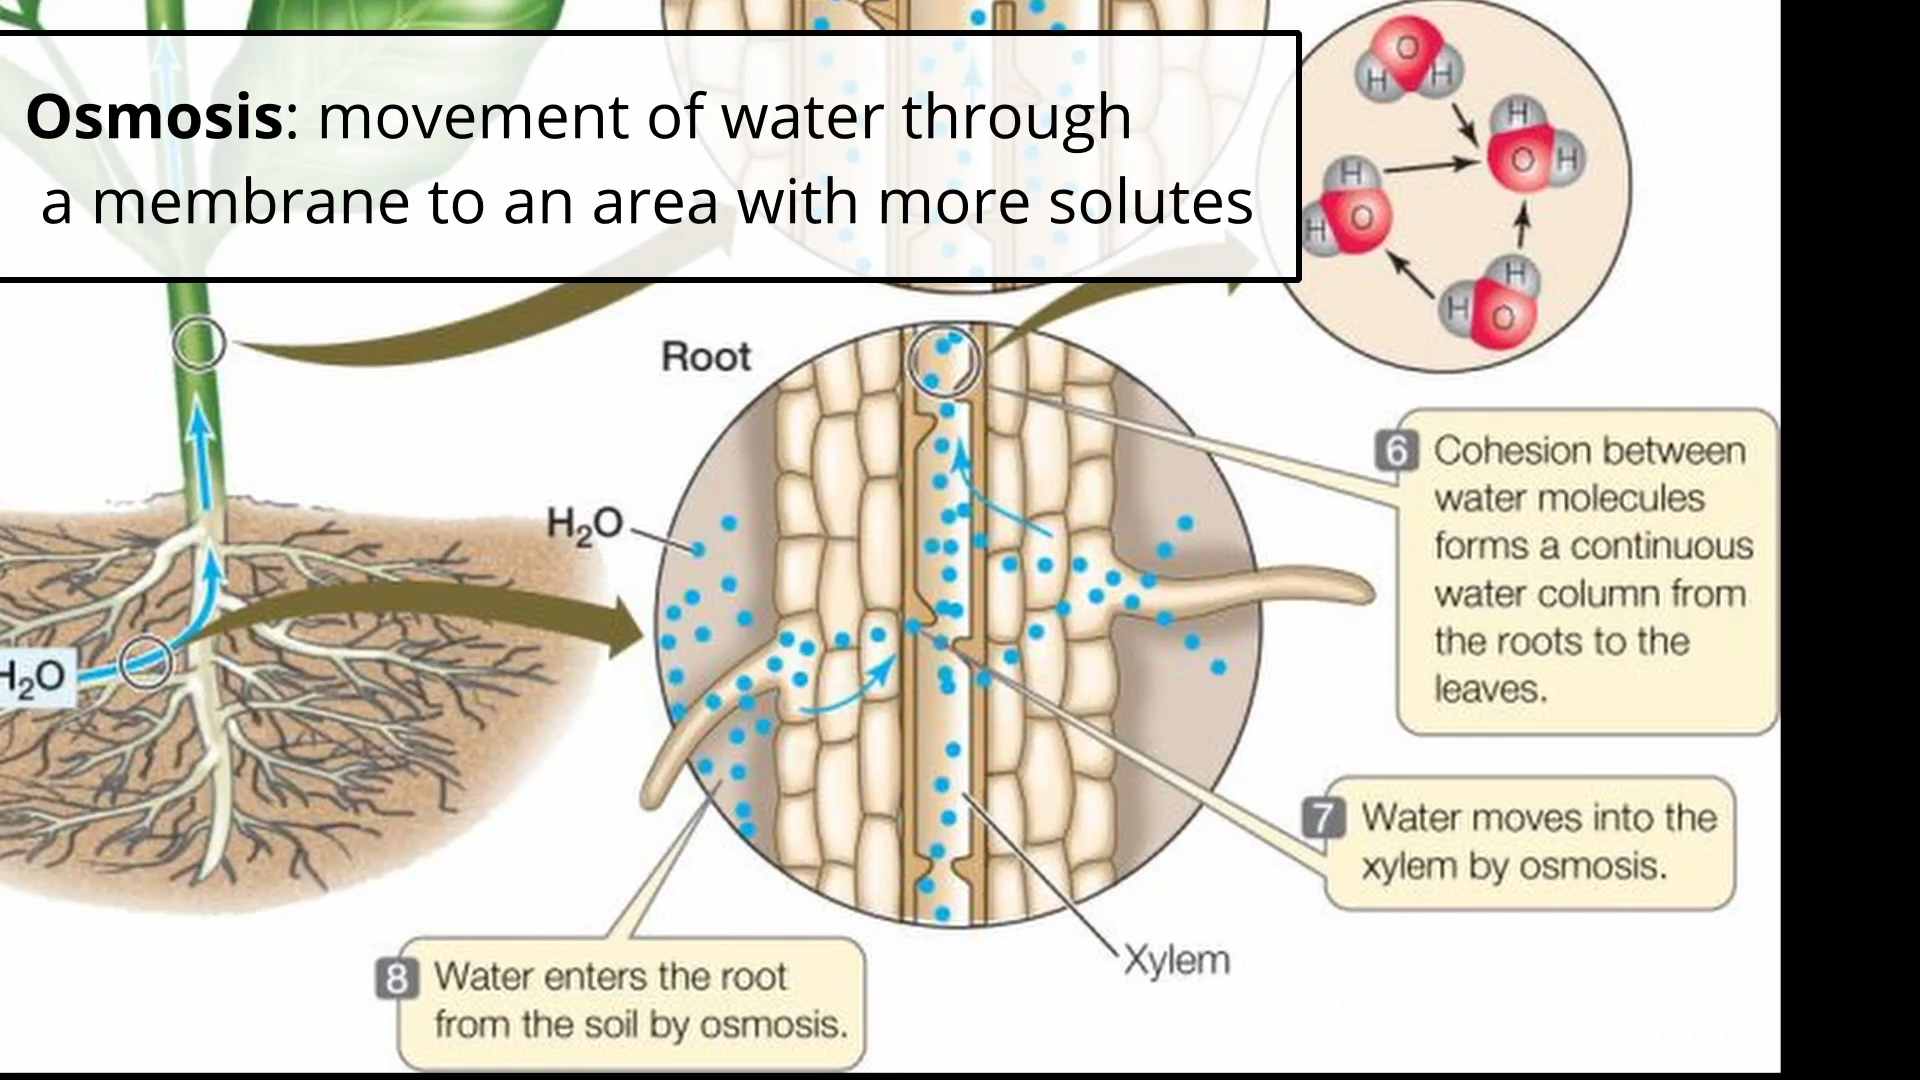 Osmosis: movement of water through
a membrane to an area with more solutes
O
H H
H
O H
H
O
H
H
H O
Root
H₂O
6 Cohesion between
water molecules
forms a continuous
water column from
the roots to the
leaves.
H₂O
7 Water moves into the
xylem by osmosis.
Xylem
8 Water enters the root
from the soil by osmosis.